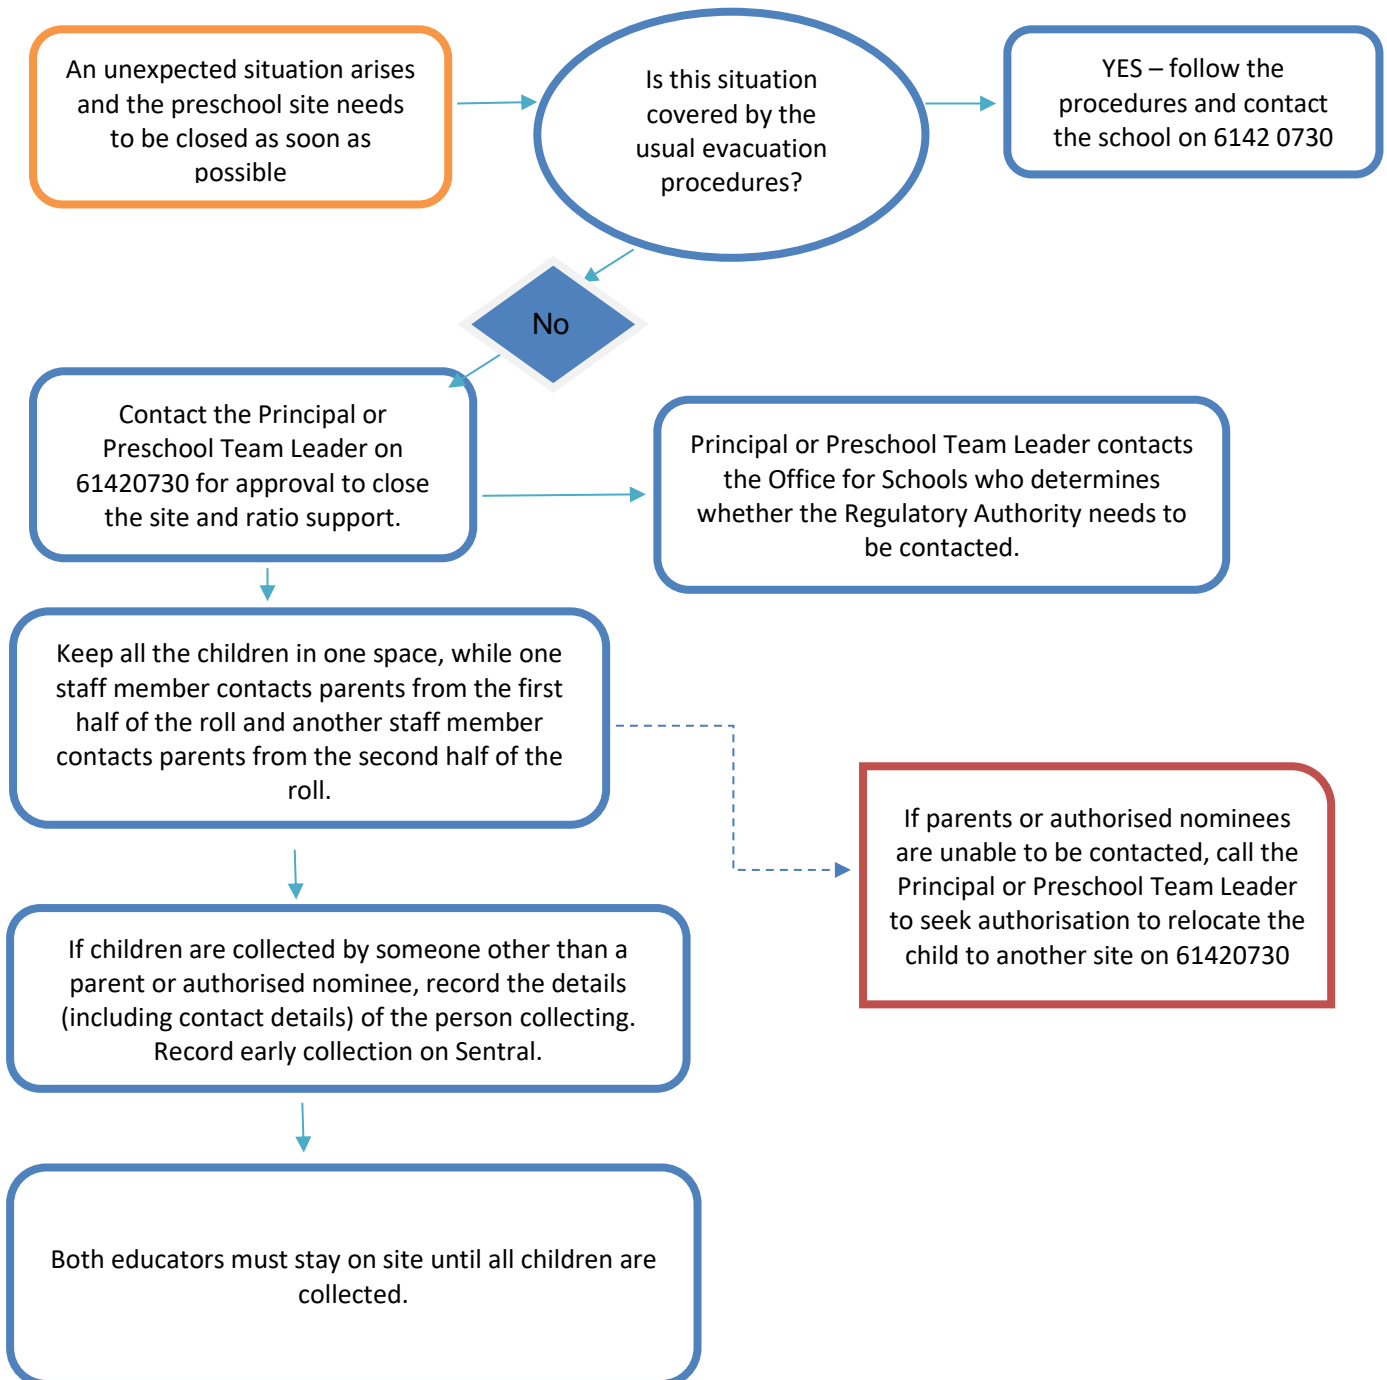 An unexpected situation arises
and the preschool site needs
to be closed as soon as
possible
Is this situation
covered by the
usual evacuation
procedures?
YES – follow the
procedures and contact
the school on 6142 0730
No
Contact the Principal or
Preschool Team Leader on
61420730 for approval to close
the site and ratio support.
Principal or Preschool Team Leader contacts
the Office for Schools who determines
whether the Regulatory Authority needs to
be contacted.
Keep all the children in one space, while one
staff member contacts parents from the first
half of the roll and another staff member
contacts parents from the second half of the
roll.
If parents or authorised nominees
are unable to be contacted, call the
Principal or Preschool Team Leader
to seek authorisation to relocate the
child to another site on 61420730
If children are collected by someone other than a
parent or authorised nominee, record the details
(including contact details) of the person collecting.
Record early collection on Sentral.
Both educators must stay on site until all children are
collected.